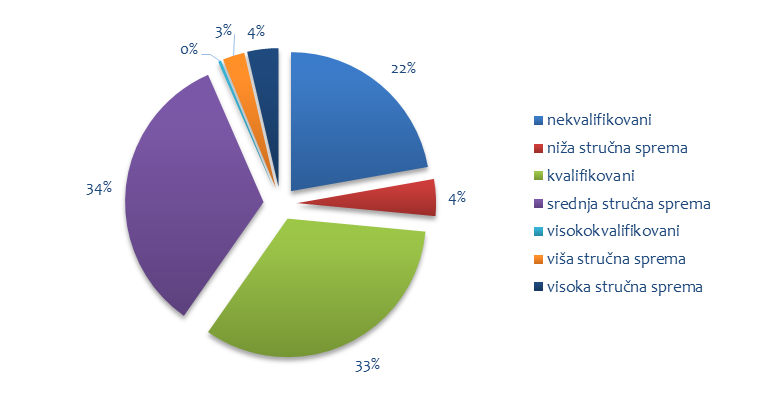 3%
4%
0%
22%
34%
4%
33%
nekvalifikovani
niža stručna sprema
kvalifikovani
srednja stručna sprema
visokokvalifikovani
viša stručna sprema
visoka stručna sprema